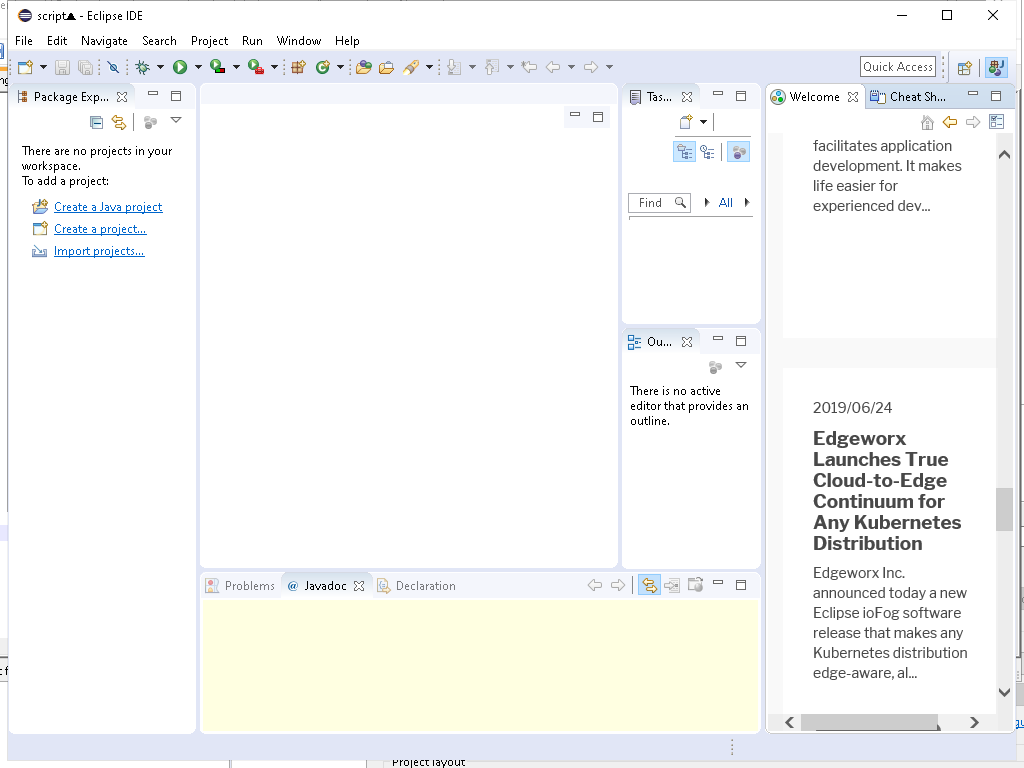 script▲ - Eclipse IDE
File Edit Navigate Search Project Run Window Help
Quick Access
Package Exp...
There are no projects in your
workspace.
To add a project:
Create a Java project
Create a project...
Import projects...
Tas...
Find
All
Ou...
There is no active
editor that provides an
outline.
Welcome
Cheat Sh...
facilitates application
development. It makes
life easier for
experienced dev...
2019/06/24
Edgeworx
Launches True
Cloud-to-Edge
Continuum for
Any Kubernetes
Distribution
Edgeworx Inc.
announced today a new
Eclipse ioFog software
release that makes any
Kubernetes distribution
edge-aware, al...
Problems
@ Javadoc
Declaration
Project layout